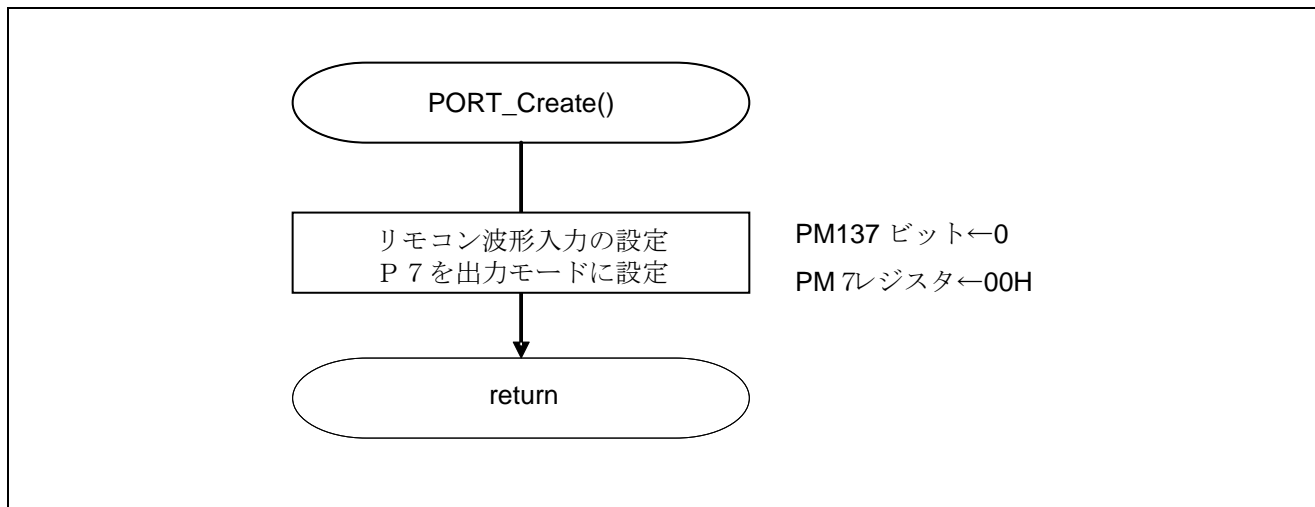 PORT_Create()
リモコン波形入力の設定
P7を出力モードに設定
PM137 ビット←0
PM 7レジスタ←00H
return